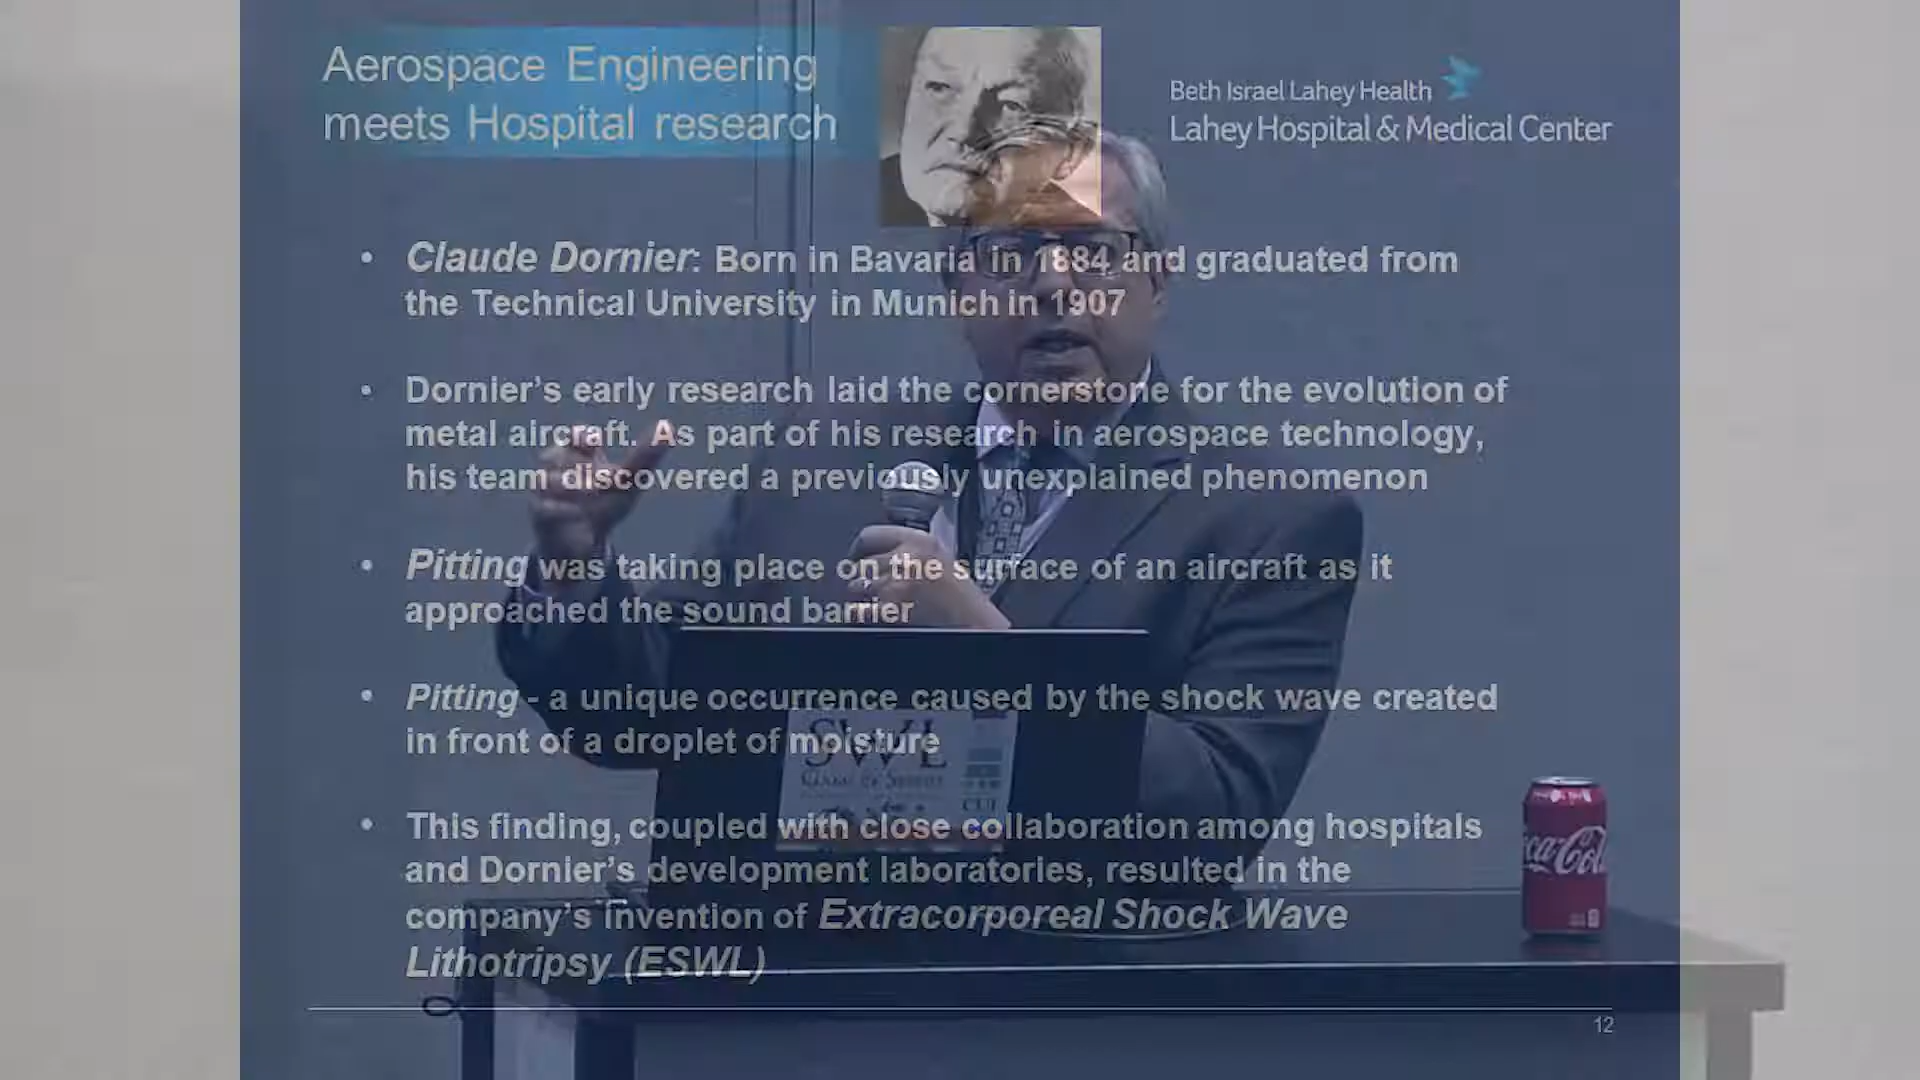 Aerospace Engineering
meets Hospital research
Beth Israel Lahey Health
Lahey Hospital & Medical Center
• Claude Dornier: Born in Bavaria in 1884 and graduated from
the Technical University in Munich in 1907
• Dornier's early research laid the cornerstone for the evolution of
metal aircraft. As part of his research in aerospace technology,
his team discovered a previously unexplained phenomenon
• Pitting was taking place on the surface of an aircraft as it
approached the sound barrier
• Pitting - a unique occurrence caused by the shock wave created
in front of a droplet of moisture
SWL
• This finding, coupled with close collaboration among hospitals
and Dornier's development laboratories, resulted in the
company's invention of Extracorporeal Shock Wave
Lithotripsy (ESWL)
12